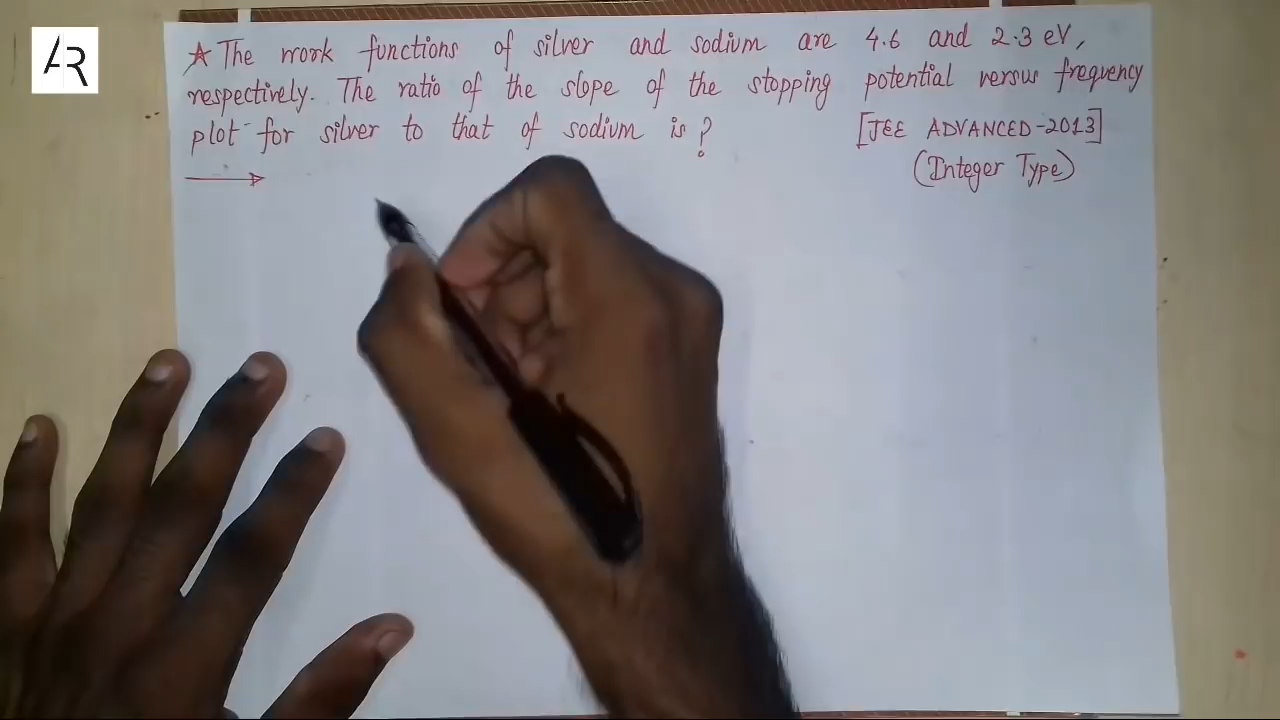 AR
★ The work functions of silver and sodium are 4.6 and 2.3 eV,
respectively. The ratio of the slope of the stopping potential versus frequency
plot for silver to that of sodium is?
[JEE ADVANCED-2013]
(Integer Type)